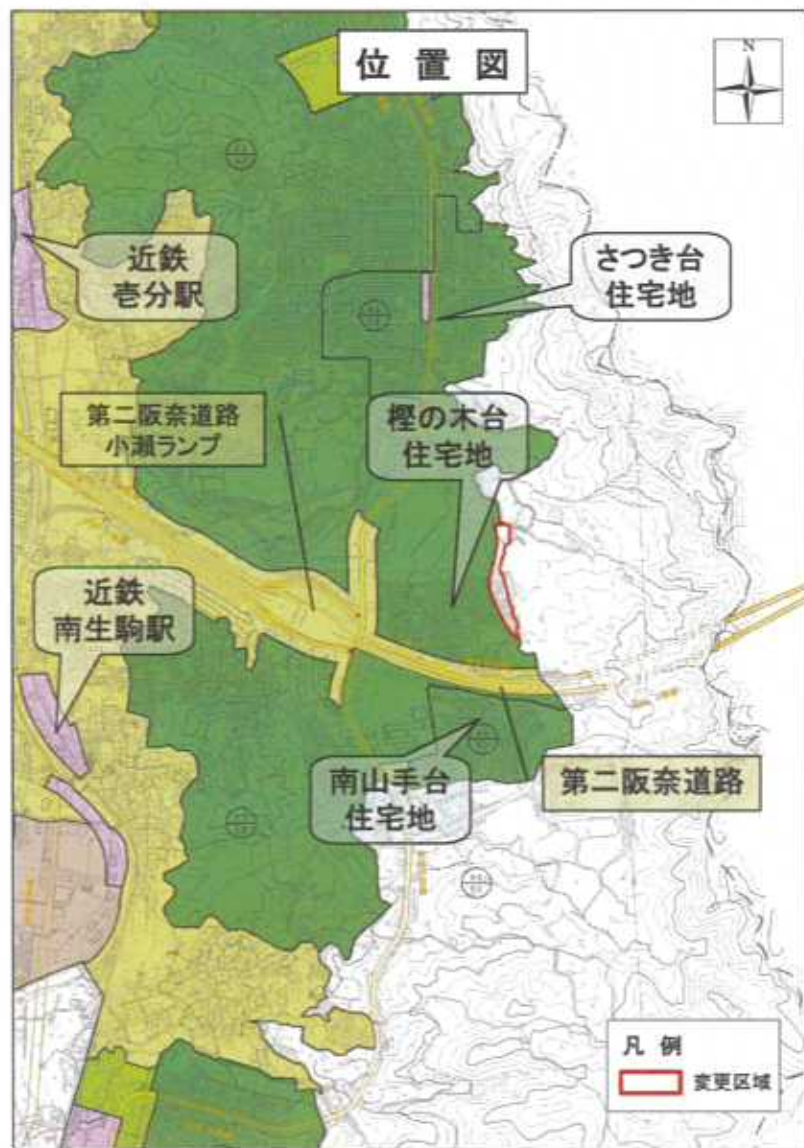 位置図
N
近鉄
壱分駅
さつき台
住宅地
第二阪奈道路
小瀬ランプ
樫の木台
住宅地
近鉄
南生駒駅
南山手台
住宅地
第二阪奈道路
凡例
変更区域